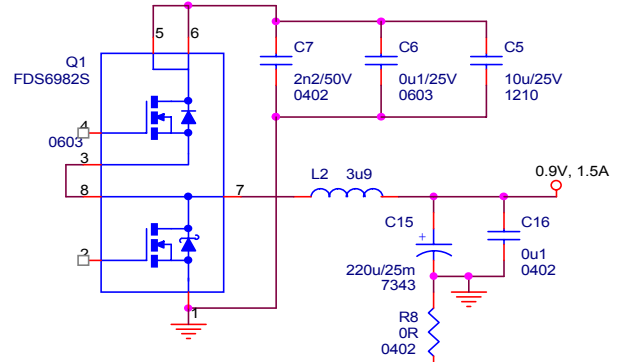 5
6
Q1
FDS6982S
4
0603
3
8
7
2
1
C7
2n2/50V
0402
C6
0u1/25V
0603
C5
10u/25V
1210
L2 3u9
0.9V, 1.5A
C15
+
220u/25m
7343
C16
0u1
0402
R8
0R
0402